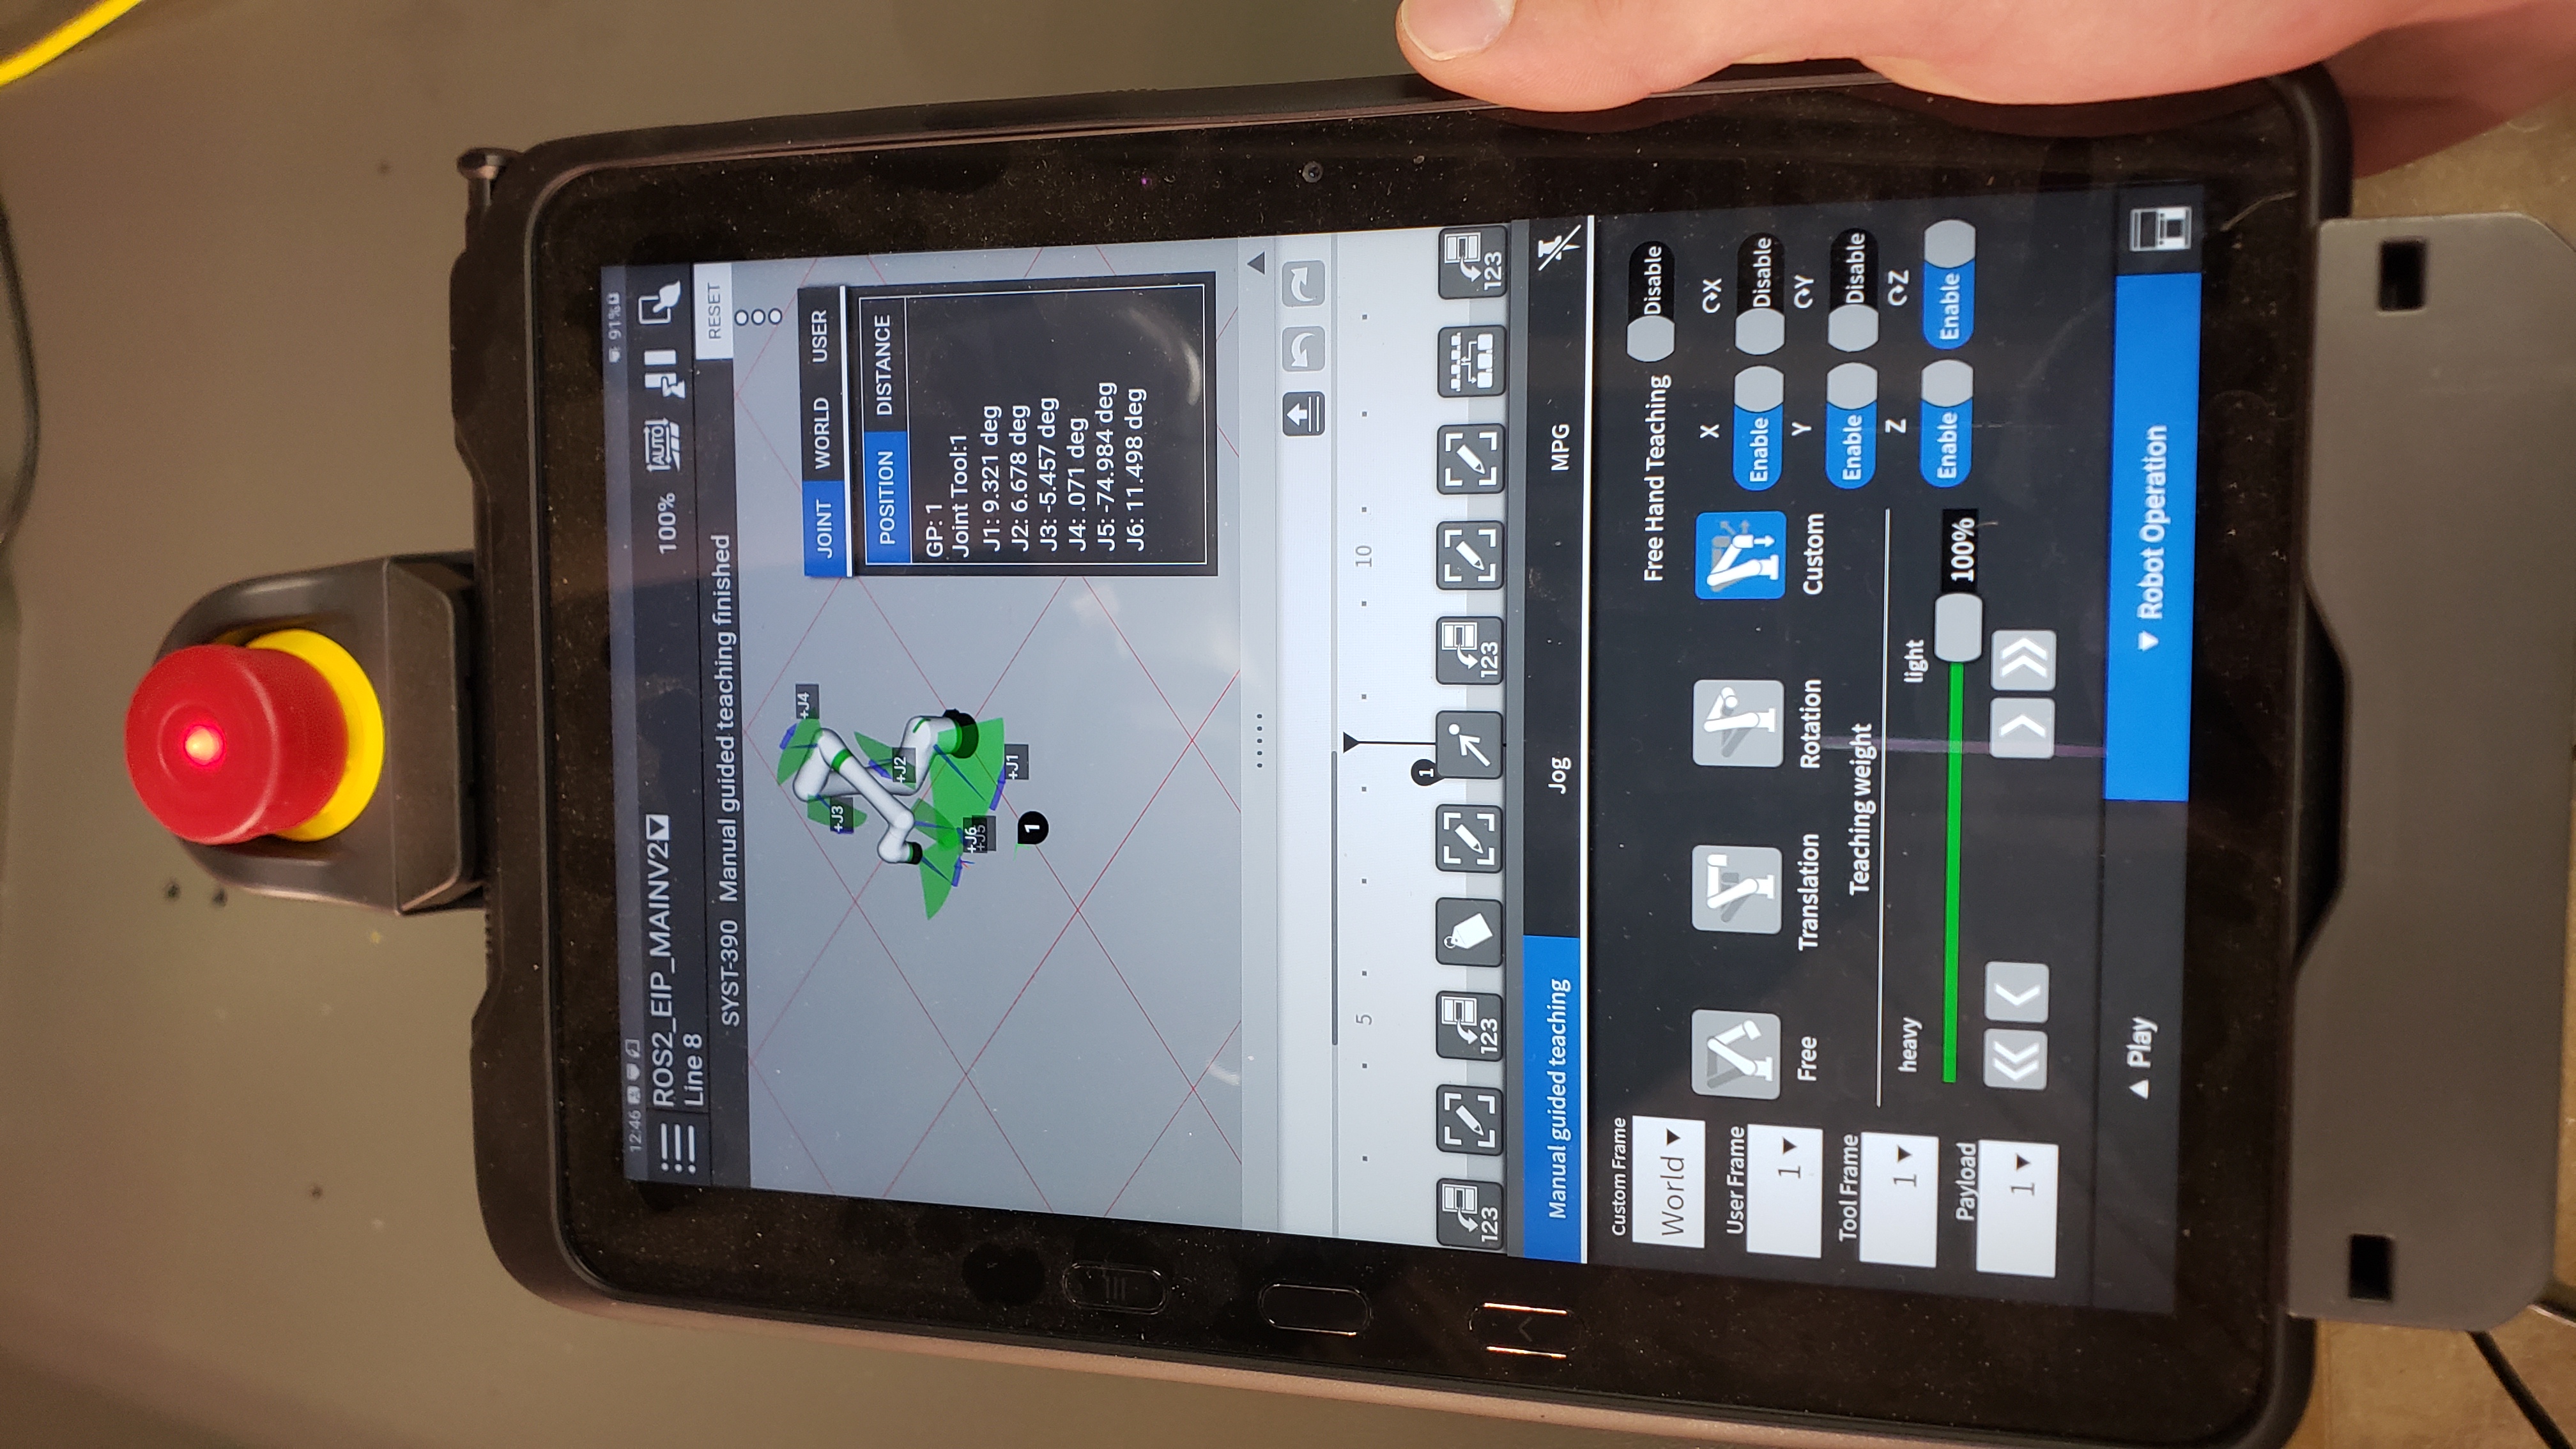 12:46 91%
ROS2_EIP_MAINV2
Line 8
100% AUTO
SYST-390 Manual guided teaching finished
RESET
+J4
+J3
+J2
+J6
+J5
+J1
1
JOINT WORLD USER
POSITION DISTANCE
GP: 1
Joint Tool:1
J1: 9.321 deg
J2: 6.678 deg
J3: -5.457 deg
J4: .071 deg
J5: -74.984 deg
J6: 11.498 deg
5 10
1
123 123 123 123
Manual guided teaching Jog MPG
Custom Frame
World
User Frame
1
Tool Frame
1
Payload
1
Free Hand Teaching Disable
Free Translation Rotation Custom
X X
Enable Disable
Y Y
Enable Disable
Z Z
Enable Enable
Teaching weight
heavy light
100%
Play Robot Operation